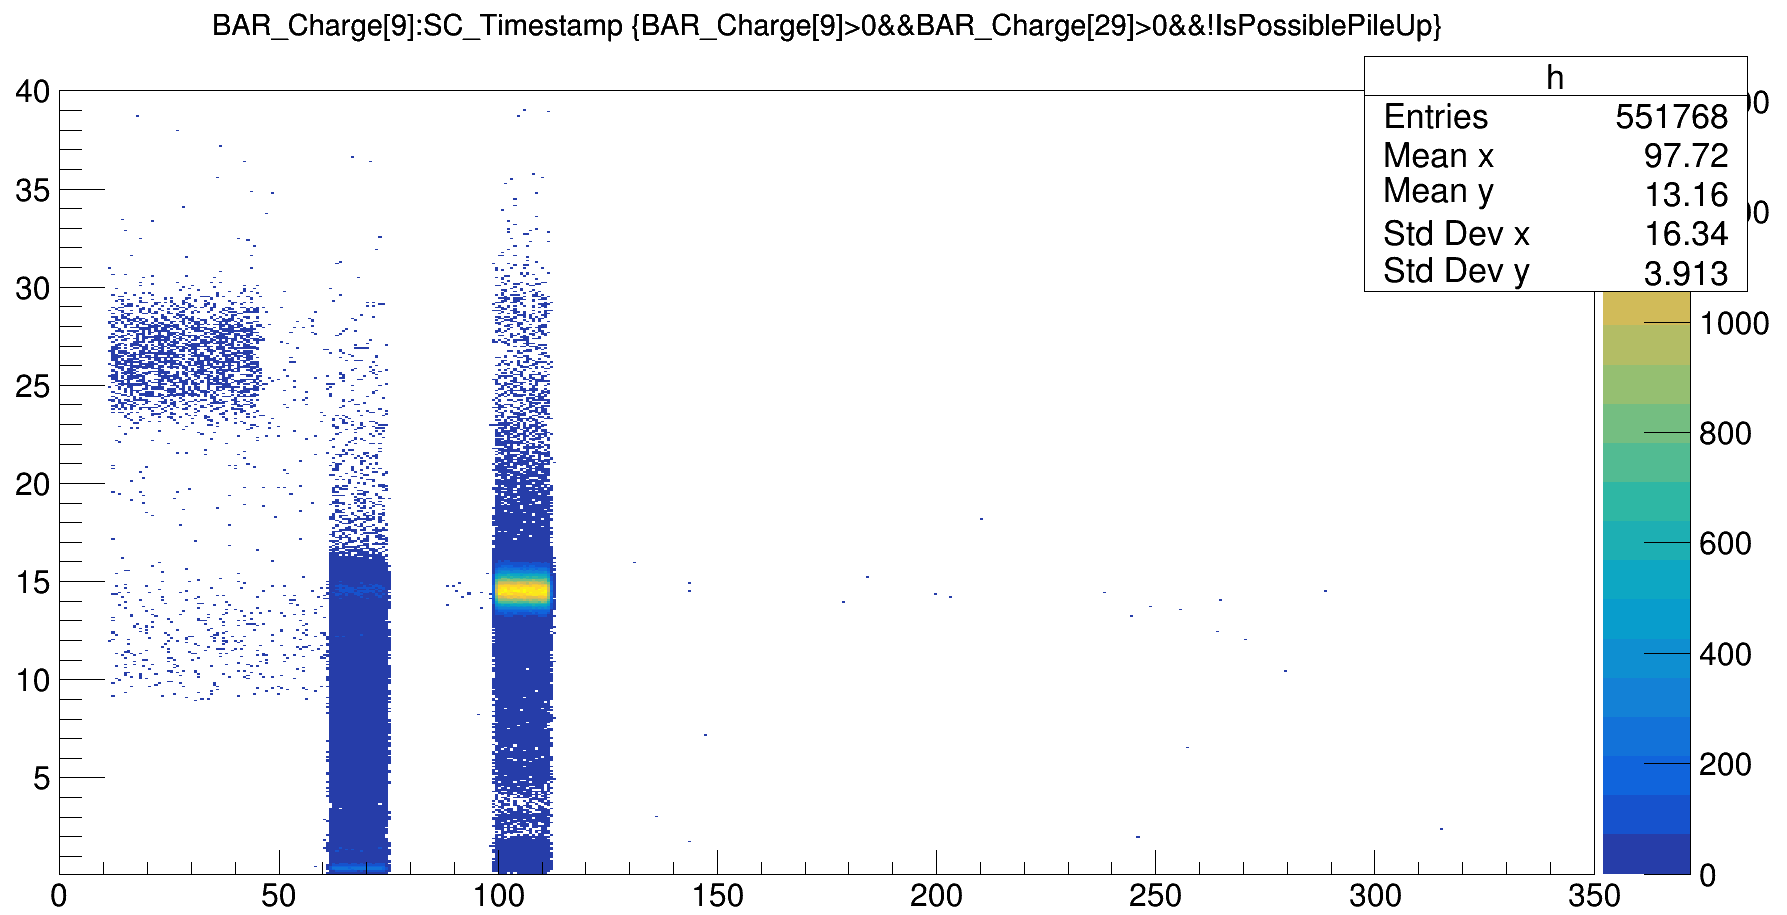 BAR_Charge[9]:SC_Timestamp {BAR_Charge[9]>0&&BAR_Charge[29]>0&&!IsPossiblePileUp}
h
Entries 551768
Mean x 97.72
Mean y 13.16
Std Dev x 16.34
Std Dev y 3.913
40
35
30
25
20
15
10
5
0 50 100 150 200 250 300 350
1000
800
600
400
200
0